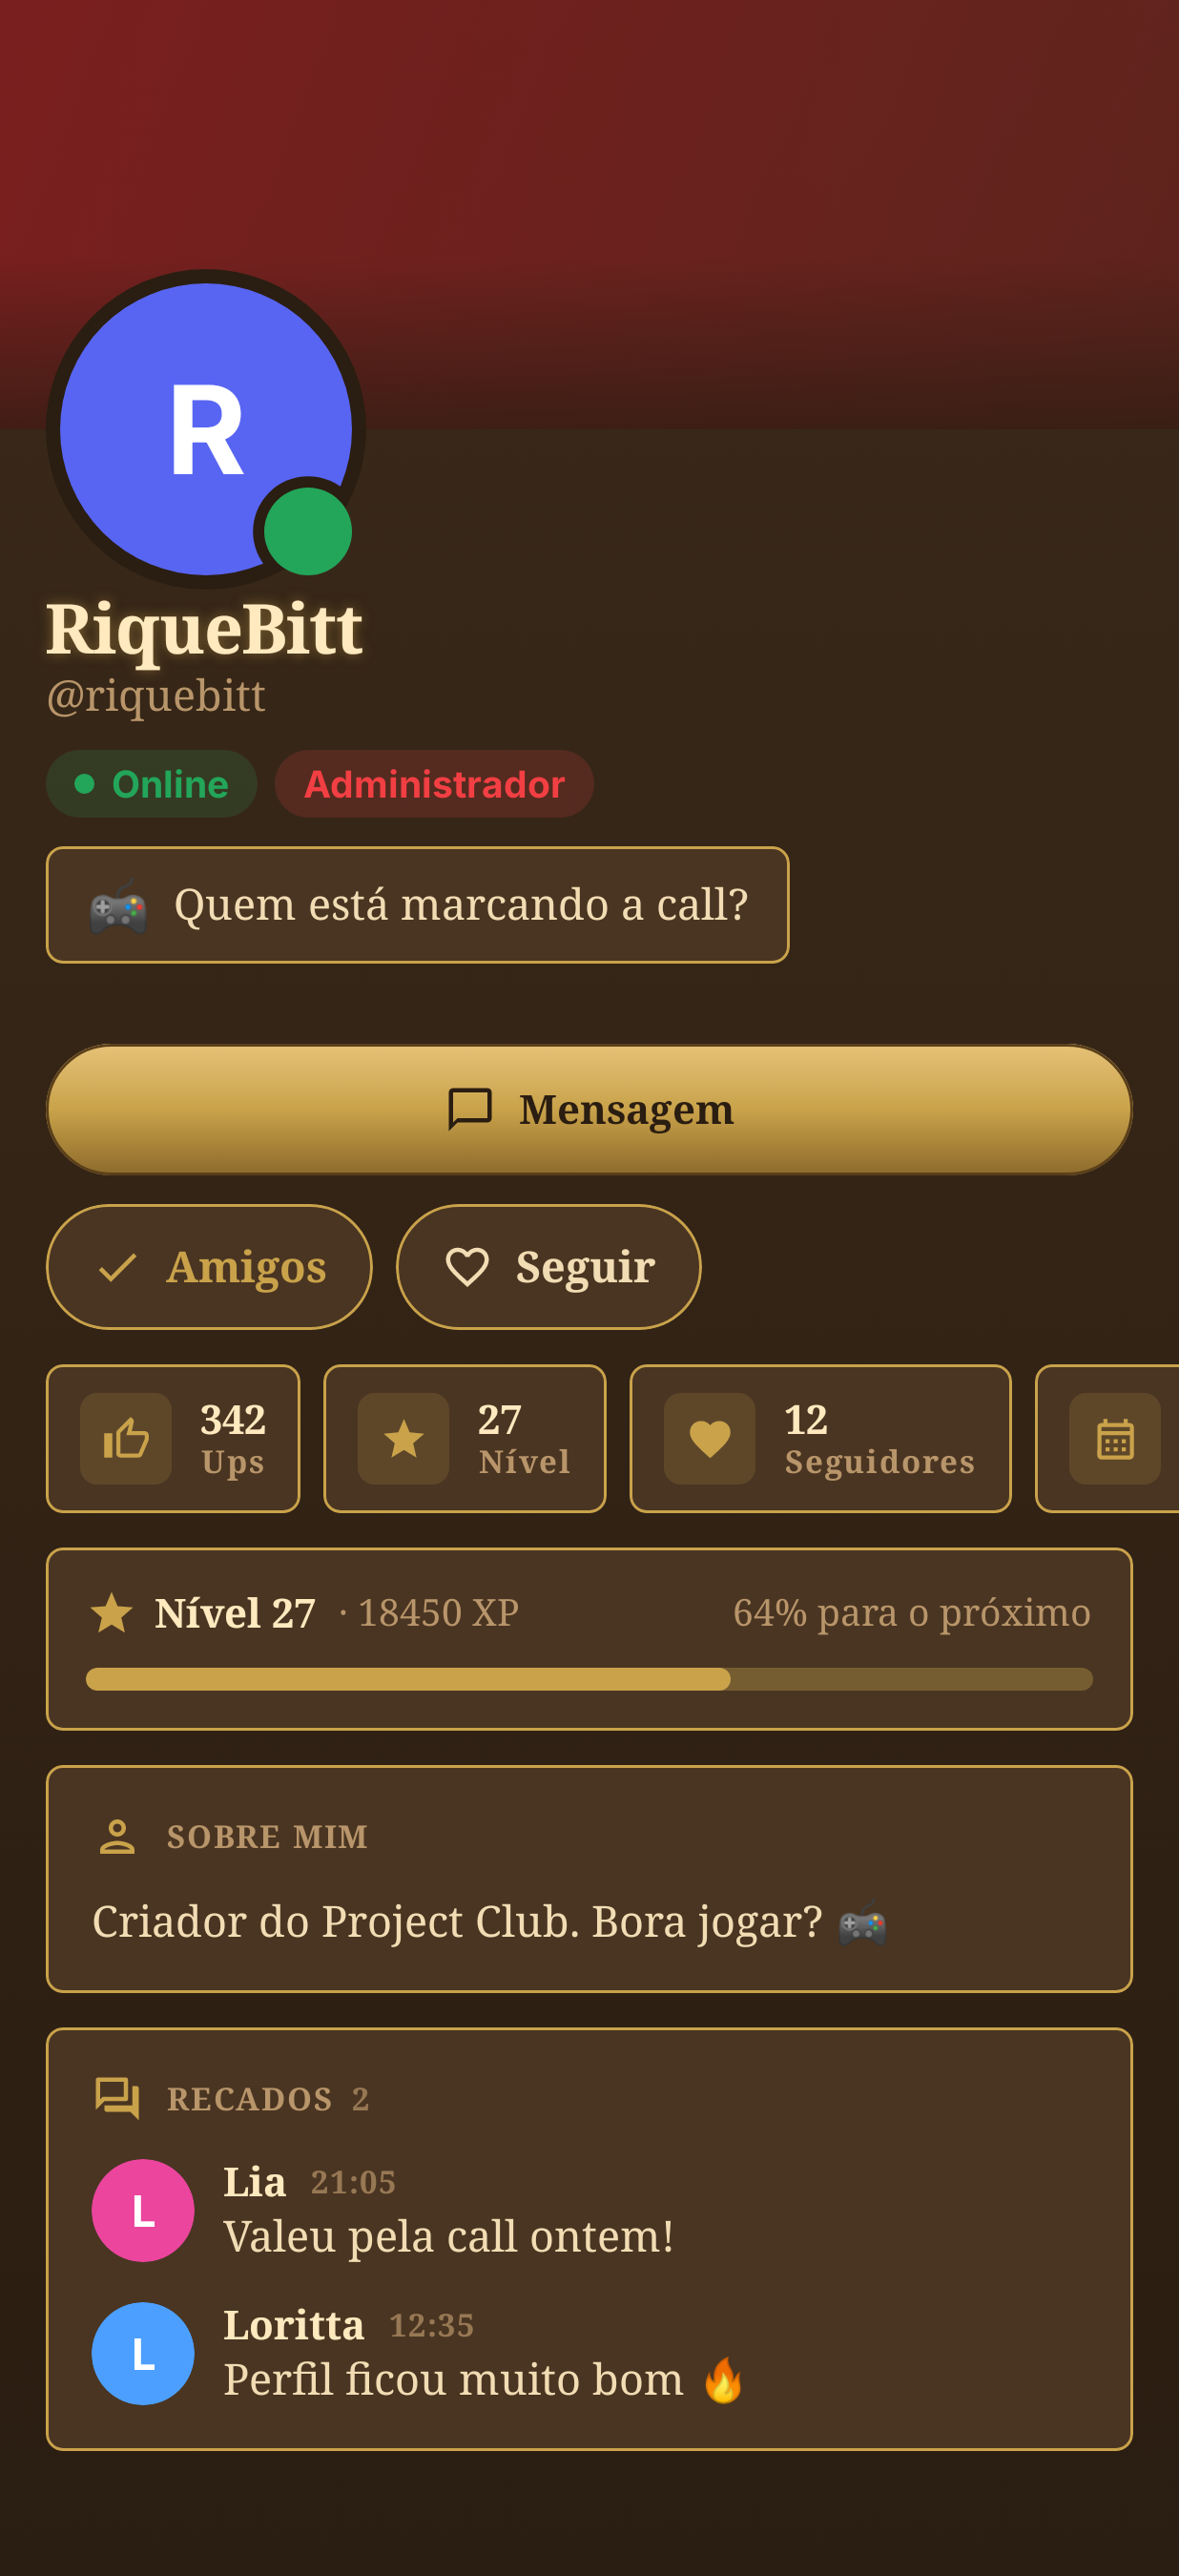 R
RiqueBitt
@riquebitt
Online
Administrador
🎮 Quem está marcando a call?
Mensagem
Amigos
Seguir
342
Ups
27
Nível
12
Seguidores
Nível 27 · 18450 XP
64% para o próximo
SOBRE MIM
Criador do Project Club. Bora jogar? 🎮
RECADOS 2
L
Lia 21:05
Valeu pela call ontem!
L
Loritta 12:35
Perfil ficou muito bom 🔥